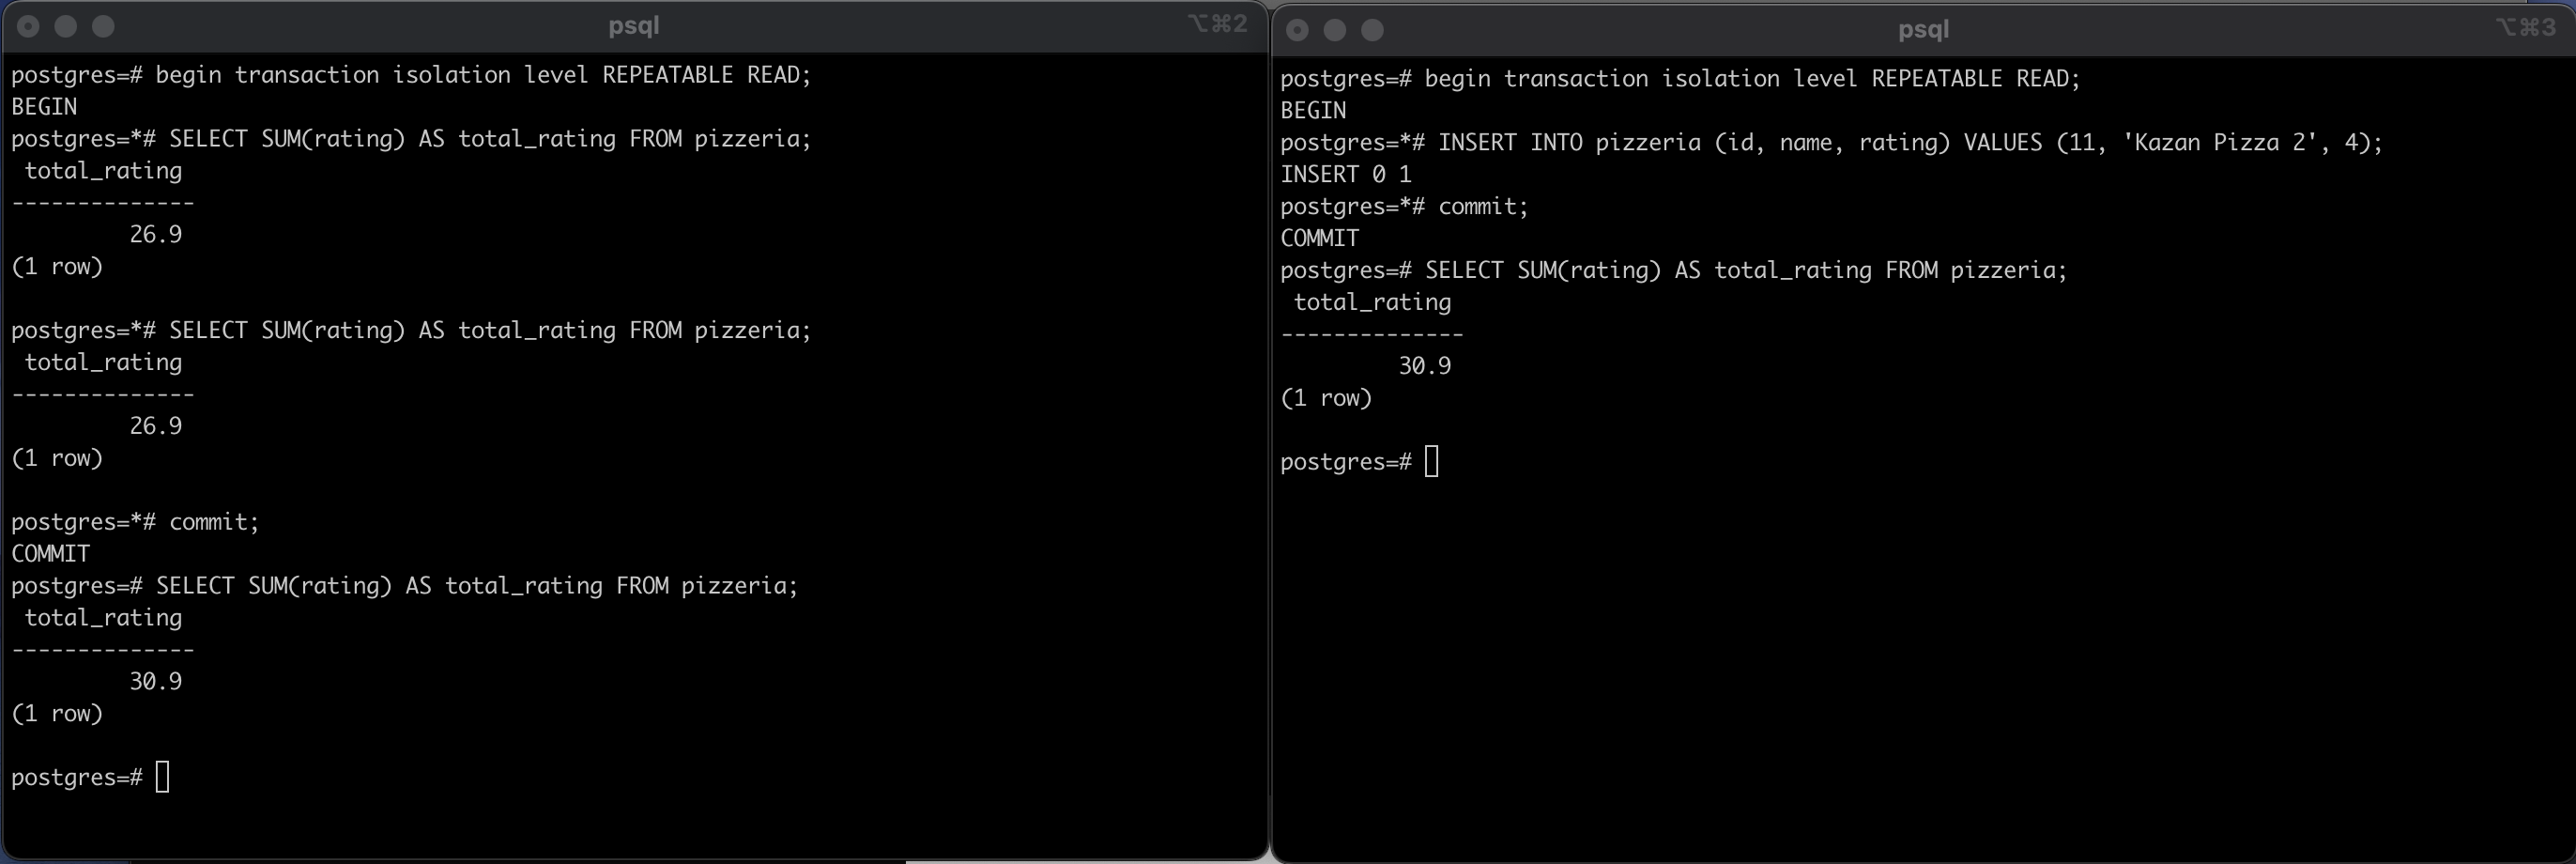 psql
⌥⌘2
postgres=# begin transaction isolation level REPEATABLE READ;
BEGIN
postgres=*# SELECT SUM(rating) AS total_rating FROM pizzeria;
 total_rating
--------------
         26.9
(1 row)
postgres=*# SELECT SUM(rating) AS total_rating FROM pizzeria;
 total_rating
--------------
         26.9
(1 row)
postgres=*# commit;
COMMIT
postgres=# SELECT SUM(rating) AS total_rating FROM pizzeria;
 total_rating
--------------
         30.9
(1 row)
postgres=#
psql
⌥⌘3
postgres=# begin transaction isolation level REPEATABLE READ;
BEGIN
postgres=*# INSERT INTO pizzeria (id, name, rating) VALUES (11, 'Kazan Pizza 2', 4);
INSERT 0 1
postgres=*# commit;
COMMIT
postgres=# SELECT SUM(rating) AS total_rating FROM pizzeria;
 total_rating
--------------
         30.9
(1 row)
postgres=#